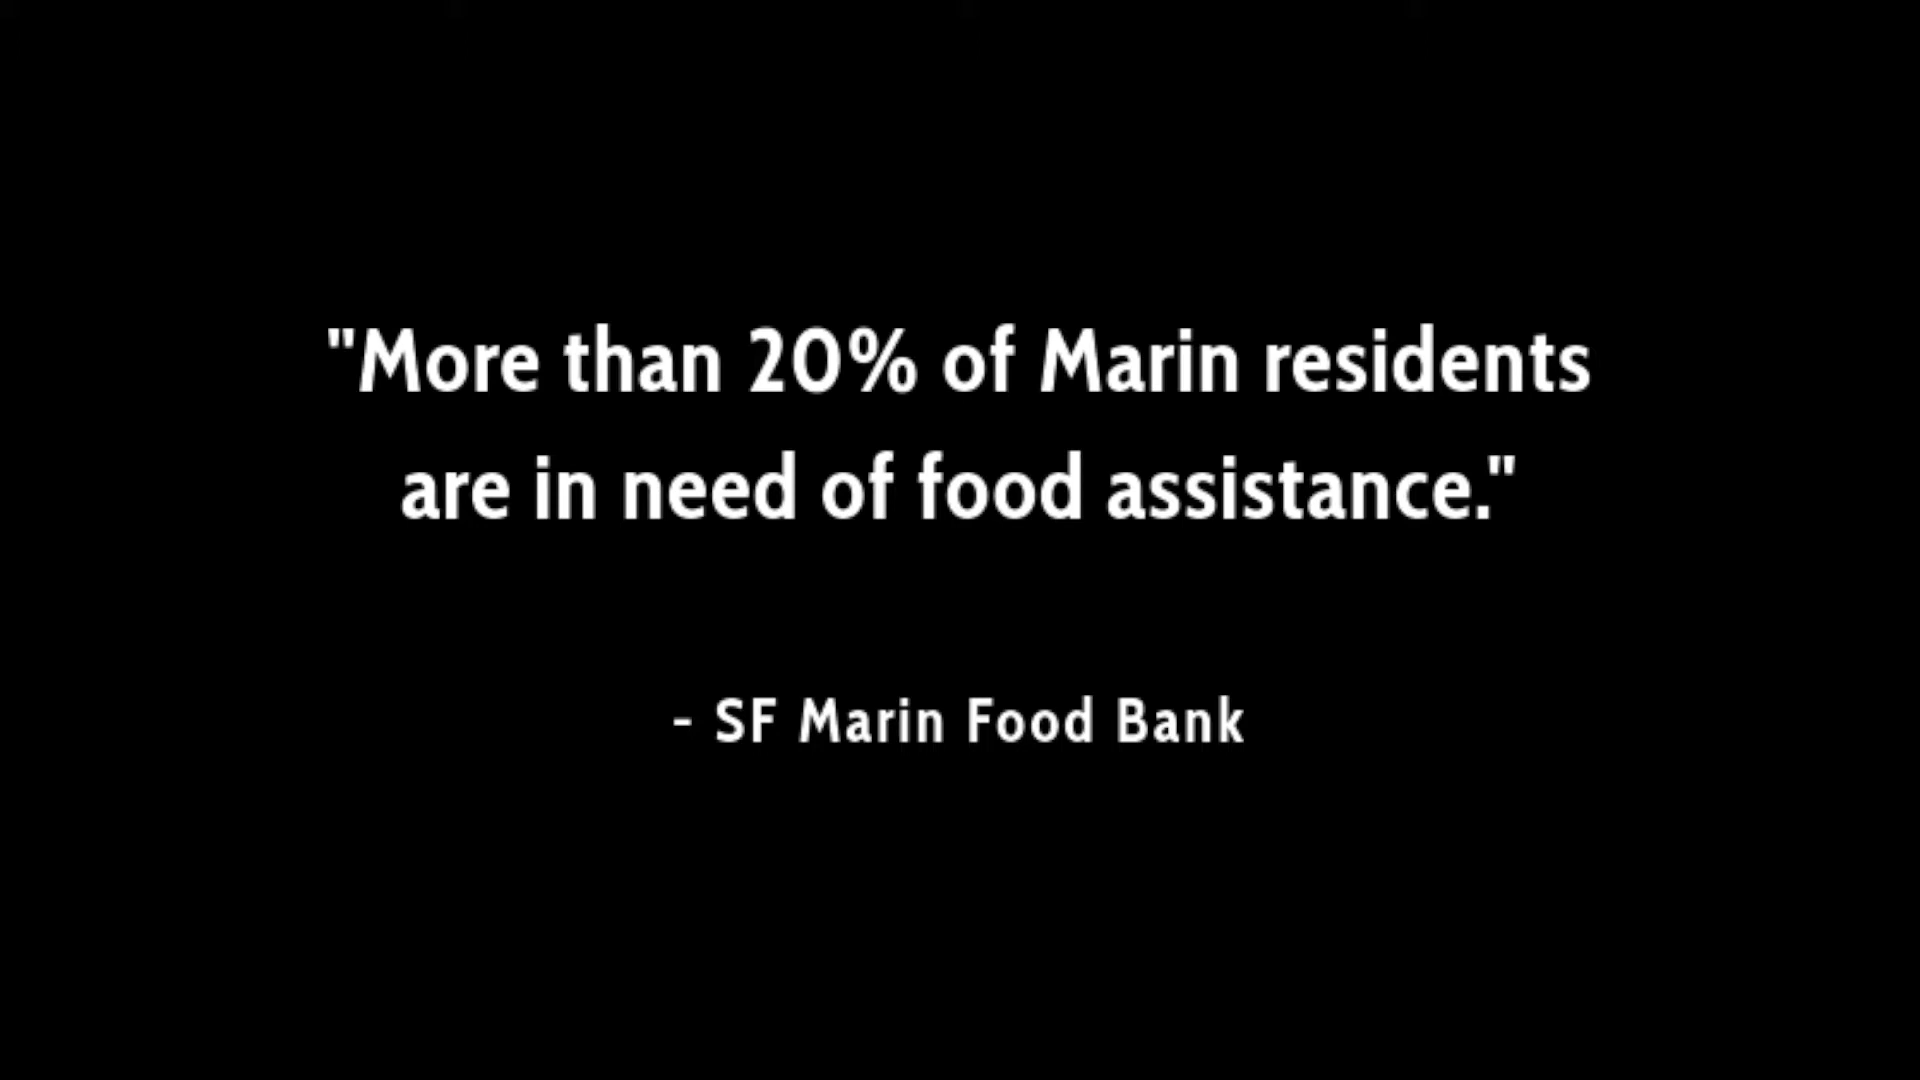 "More than 20% of Marin residents
are in need of food assistance."
- SF Marin Food Bank